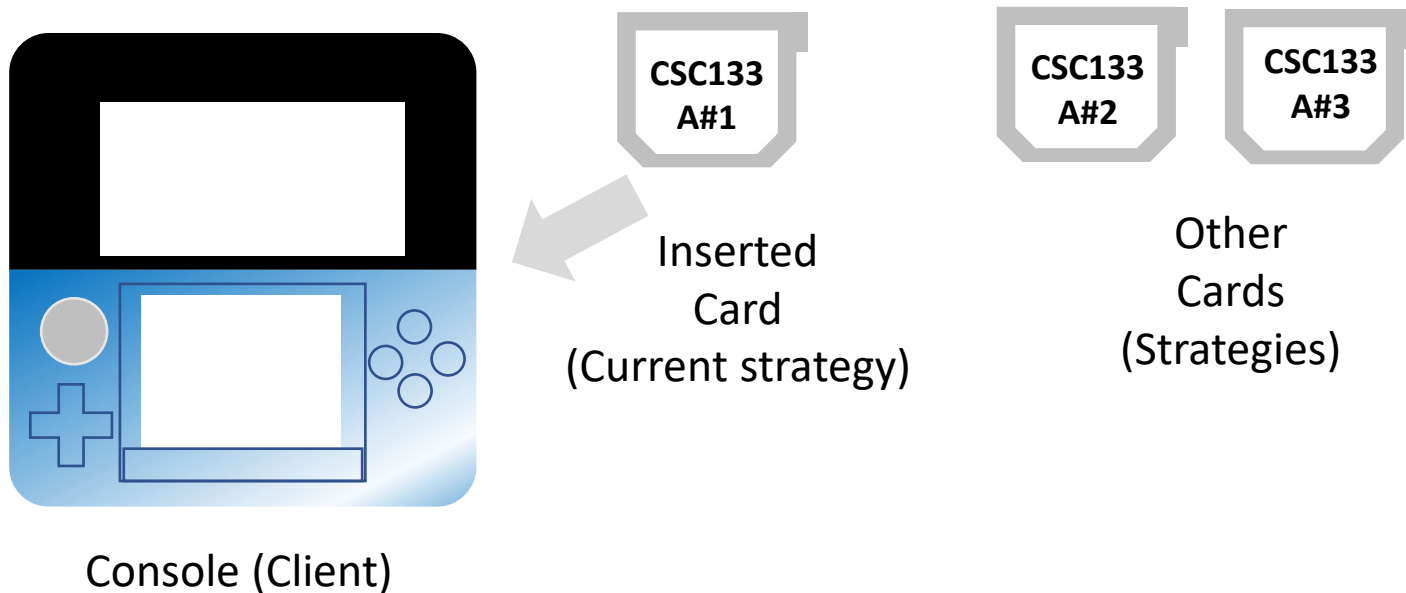 CSC133
A#1
CSC133
A#2
CSC133
A#3
Inserted
Card
(Current strategy)
Other
Cards
(Strategies)
Console (Client)